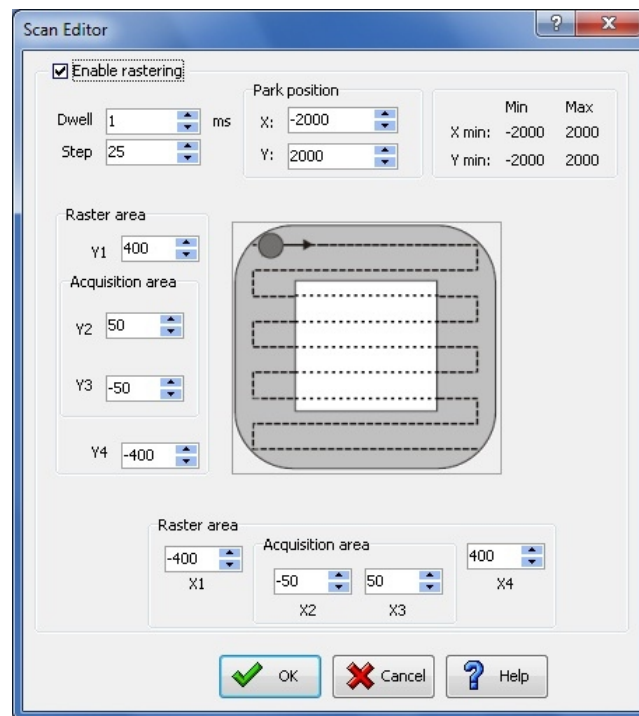 Scan Editor
Enable rastering
Dwell 1 ms
Step 25
Park position
X: -2000
Y: 2000
Min Max
X min: -2000 2000
Y min: -2000 2000
Raster area
Y1 400
Acquisition area
Y2 50
Y3 -50
Y4 -400
Raster area
-400
X1
Acquisition area
-50 50
X2 X3
400
X4
OK Cancel Help